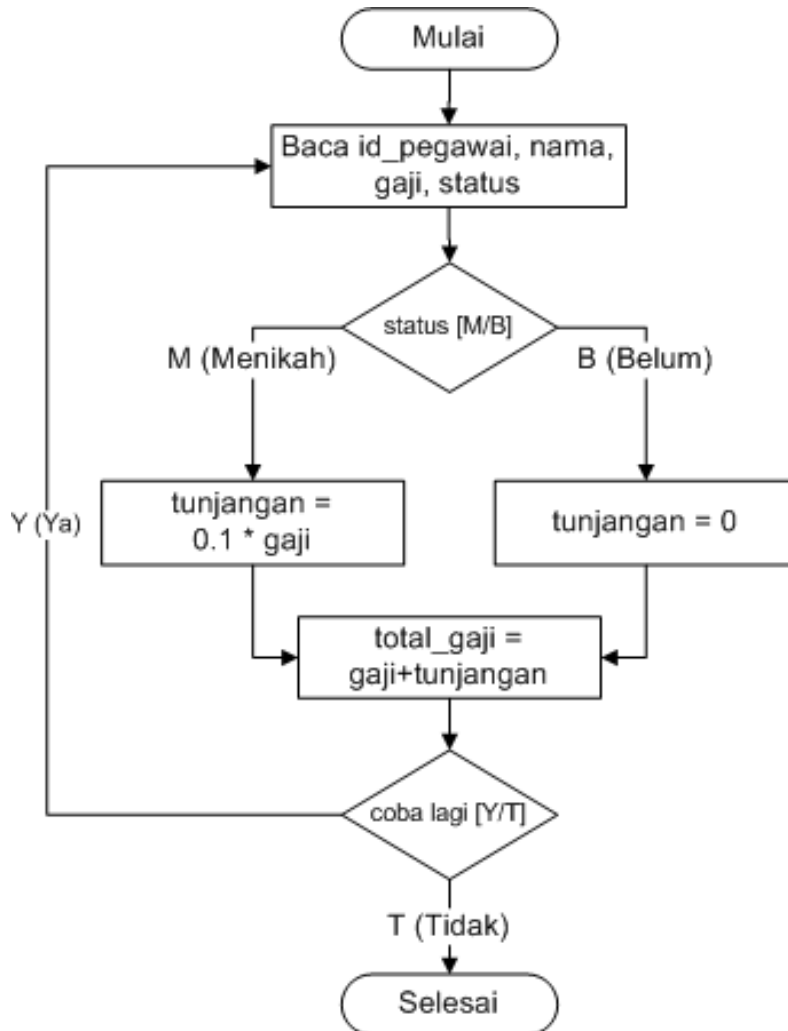 Mulai
Baca id_pegawai, nama,
gaji, status
status [M/B]
M (Menikah)
B (Belum)
tunjangan =
0.1 * gaji
tunjangan = 0
Y (Ya)
total_gaji =
gaji+tunjangan
coba lagi [Y/T]
T (Tidak)
Selesai